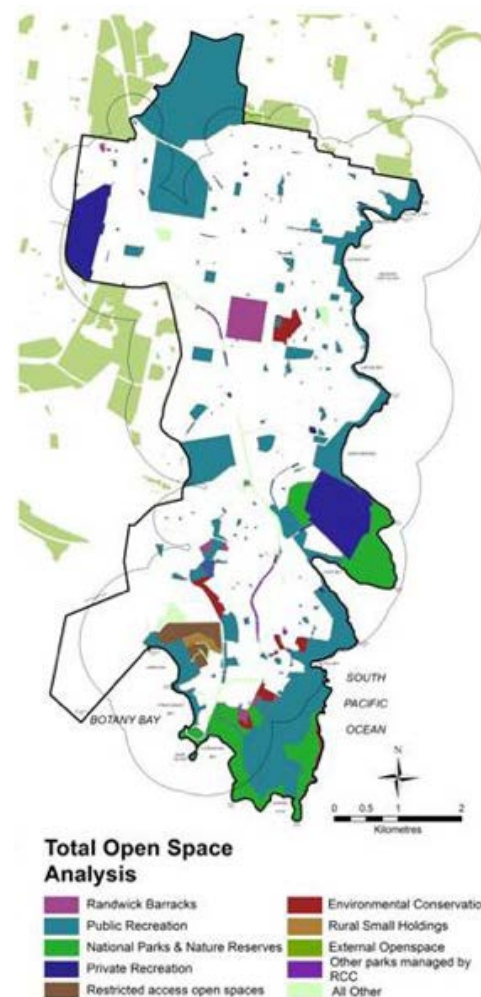 SOUTH
PACIFIC
OCEAN
BOTANY BAY
N
0 0.5 1 2
Kilometres
Total Open Space
Analysis
Randwick Barracks
Public Recreation
National Parks & Nature Reserves
Private Recreation
Restricted access open spaces
Environmental Conservatio
Rural Small Holdings
External Openspace
Other parks managed by
RCC
All Other